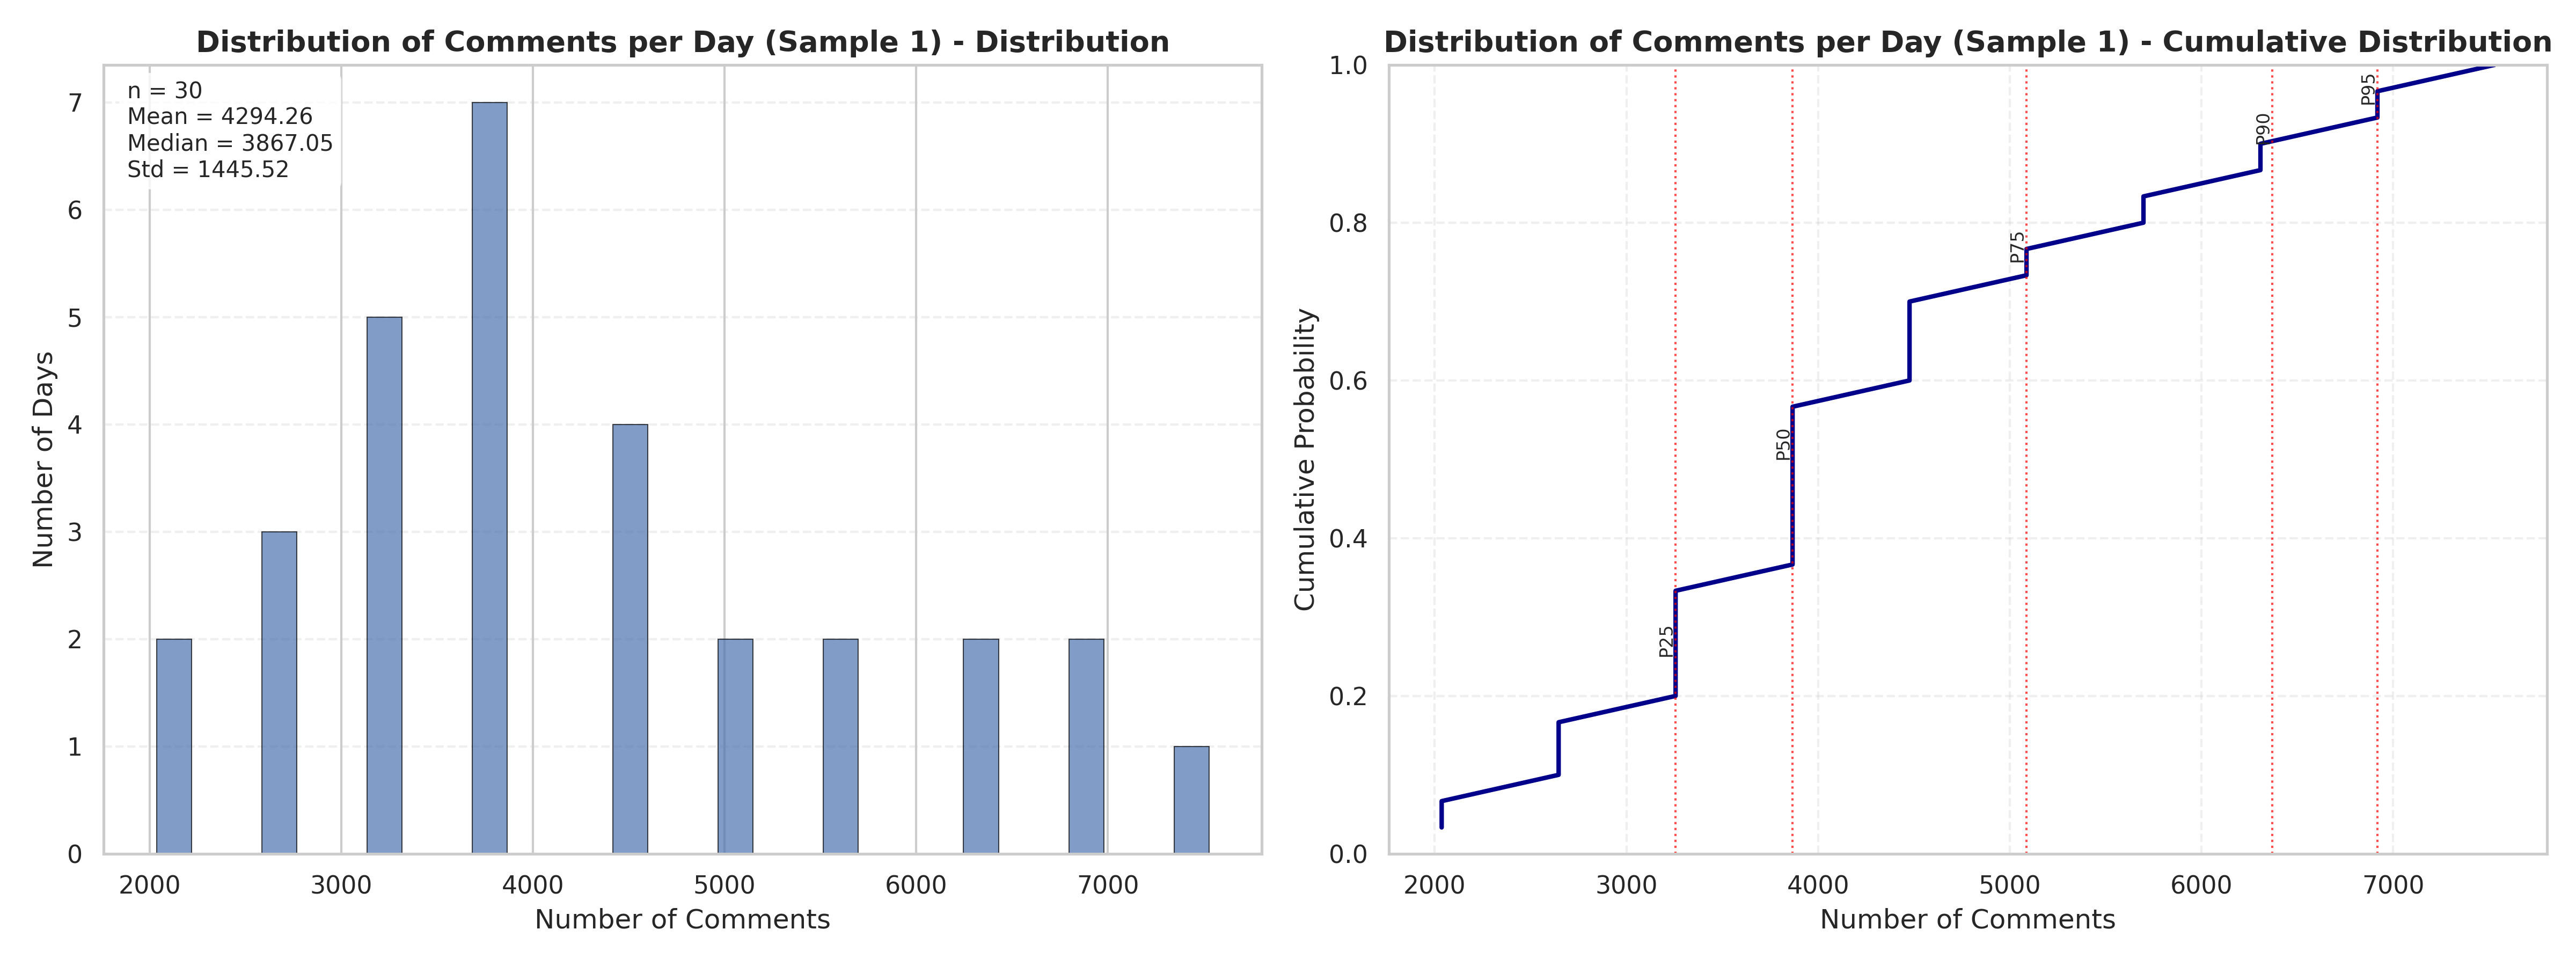 Distribution of Comments per Day (Sample 1) - Distribution
n = 30
Mean = 4294.26
Median = 3867.05
Std = 1445.52
7
6
5
4
3
2
1
0
Number of Days
2000 3000 4000 5000 6000 7000
Number of Comments
Distribution of Comments per Day (Sample 1) - Cumulative Distribution
1.0
0.8
0.6
0.4
0.2
0.0
Cumulative Probability
P25
P50
P75
P90
P95
2000 3000 4000 5000 6000 7000
Number of Comments